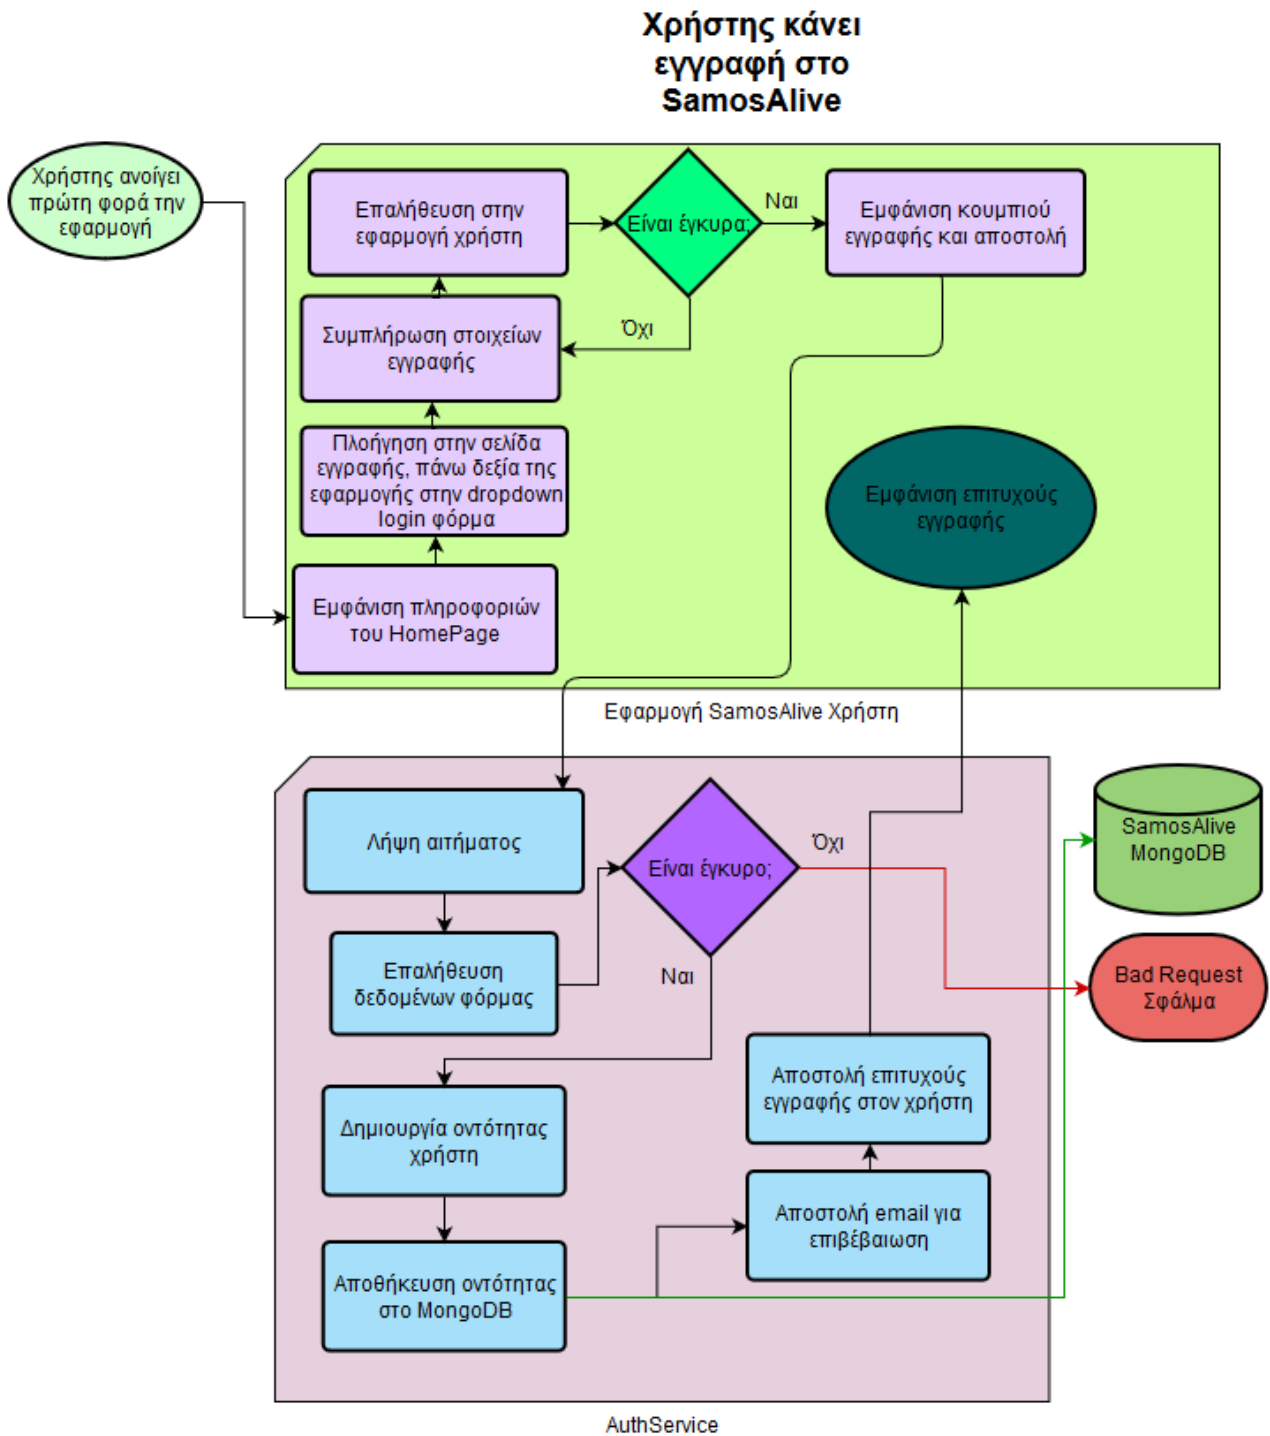 Χρήστης κάνει
εγγραφή στο
SamosAlive
Χρήστης ανοίγει
πρώτη φορά την
εφαρμογή
Επαλήθευση στην
εφαρμογή χρήστη
Είναι έγκυρα;
Ναι
Εμφάνιση κουμπιού
εγγραφής και αποστολή
Όχι
Συμπλήρωση στοιχείων
εγγραφής
Πλοήγηση στην σελίδα
εγγραφής, πάνω δεξία της
εφαρμογής στην dropdown
login φόρμα
Εμφάνιση επιτυχούς
εγγραφής
Εμφάνιση πληροφοριών
του HomePage
Εφαρμογή SamosAlive Χρήστη
Λήψη αιτήματος
Είναι έγκυρο;
Όχι
SamosAlive
MongoDB
Επαλήθευση
δεδομένων φόρμας
Ναι
Bad Request
Σφάλμα
Αποστολή επιτυχούς
εγγραφής στον χρήστη
Δημιουργία οντότητας
χρήστη
Αποστολή email για
επιβέβαιωση
Αποθήκευση οντότητας
στο MongoDB
AuthService